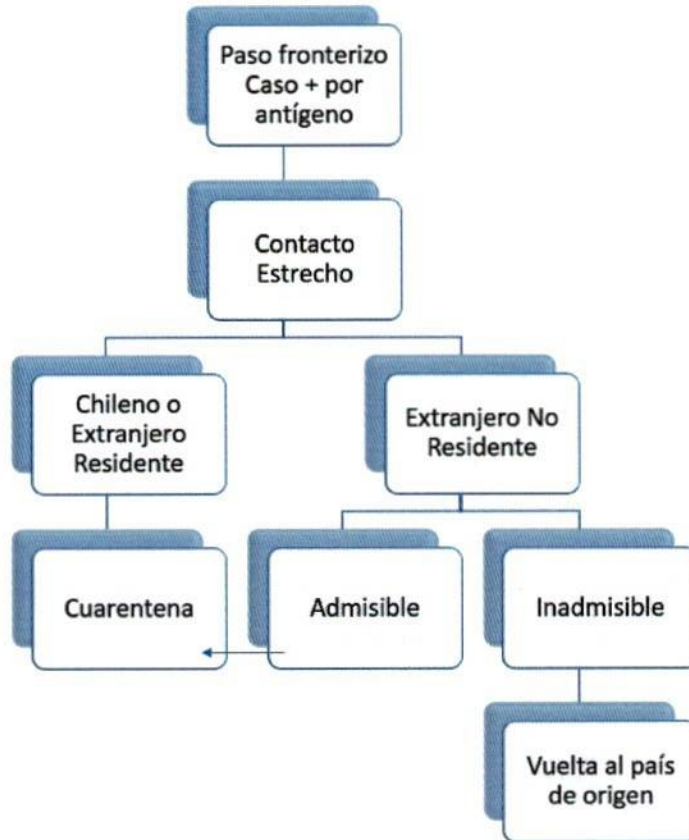 Paso fronterizo
Caso + por
antígeno
Contacto
Estrecho
Chileno o
Extranjero
Residente
Extranjero No
Residente
Cuarentena
Admisible
Inadmisible
Vuelta al país
de origen